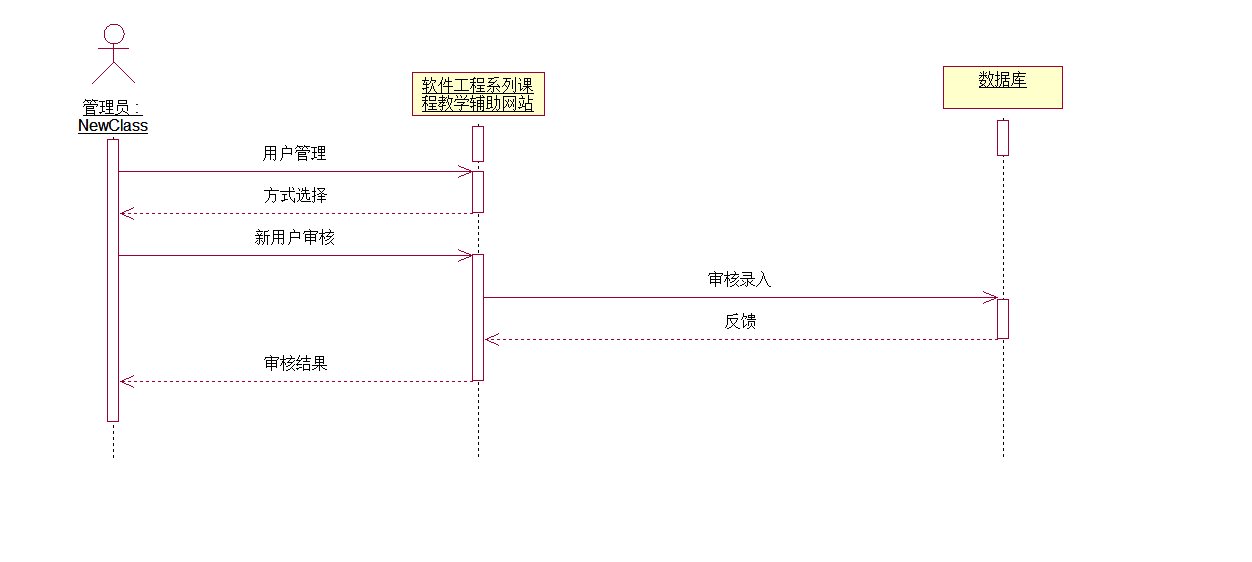 管理员 :
NewClass
软件工程系列课
程教学辅助网站
数据库
用户管理
方式选择
新用户审核
审核录入
反馈
审核结果